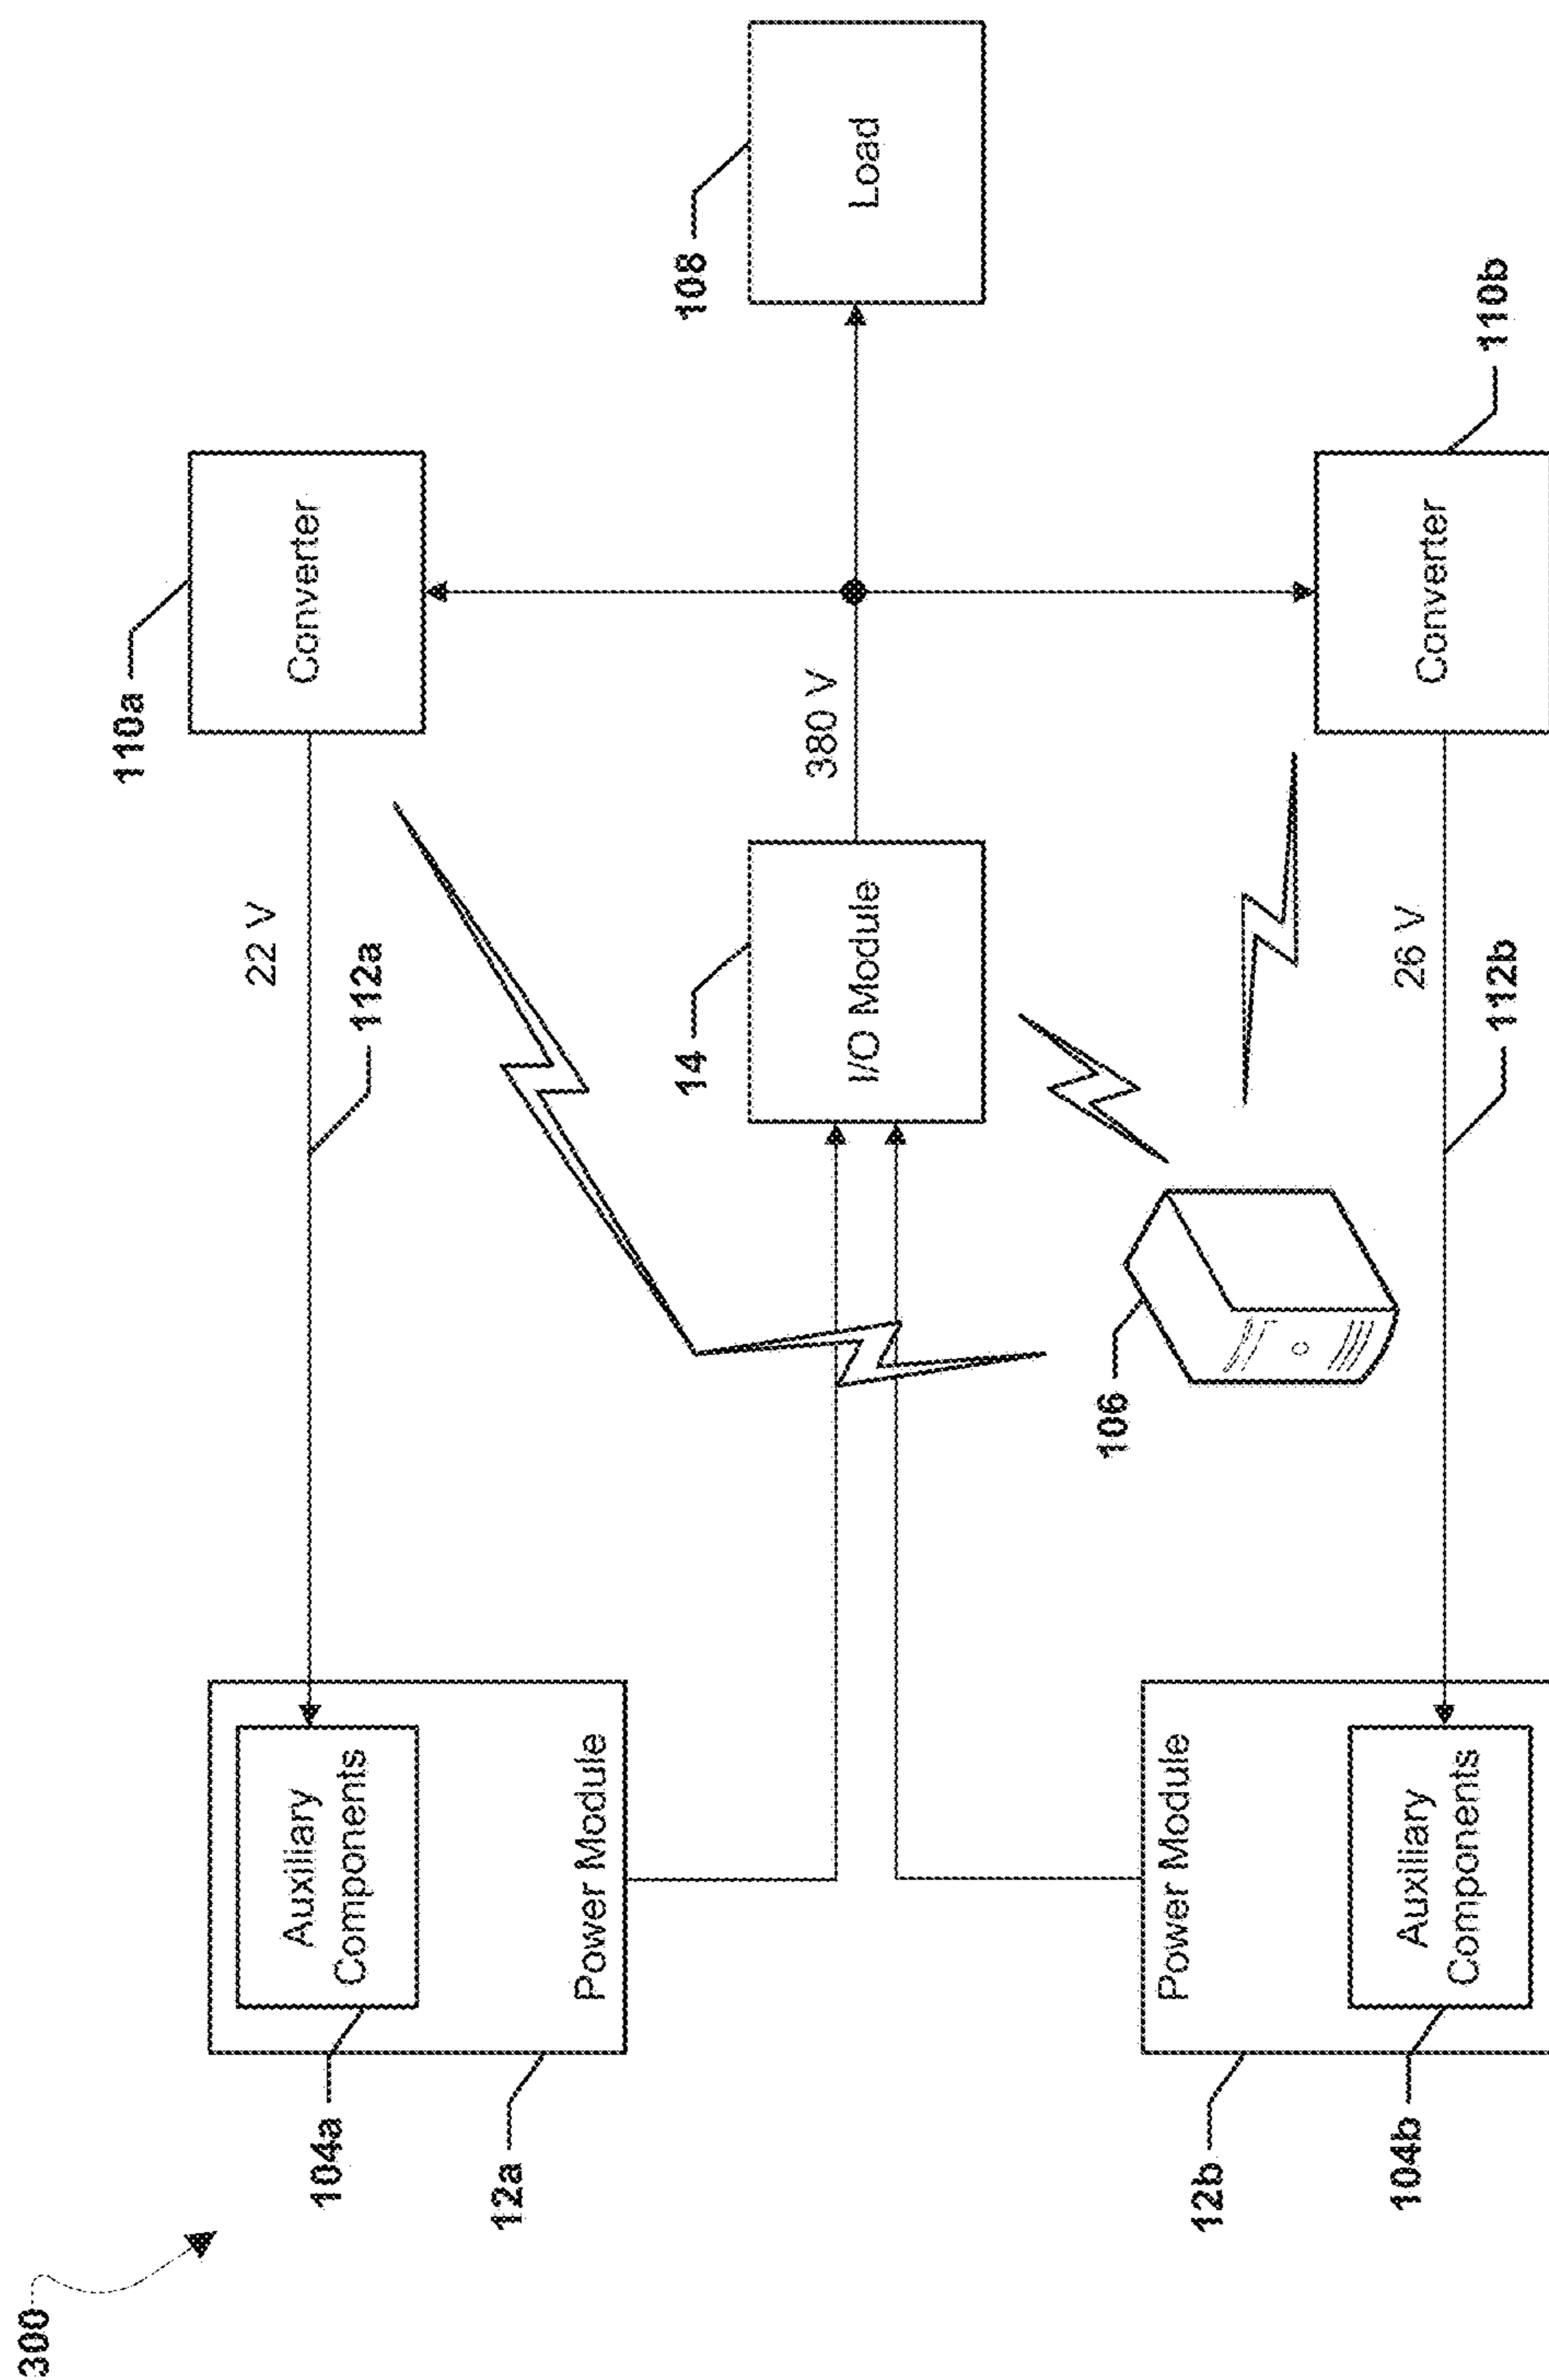 300
104a
Auxiliary
Components
Power Module
12a
22 V
112a
110a
Converter
14
I/O Module
380 V
108
Load
106
12b
Power Module
Auxiliary
Components
104b
26 V
112b
Converter
110b